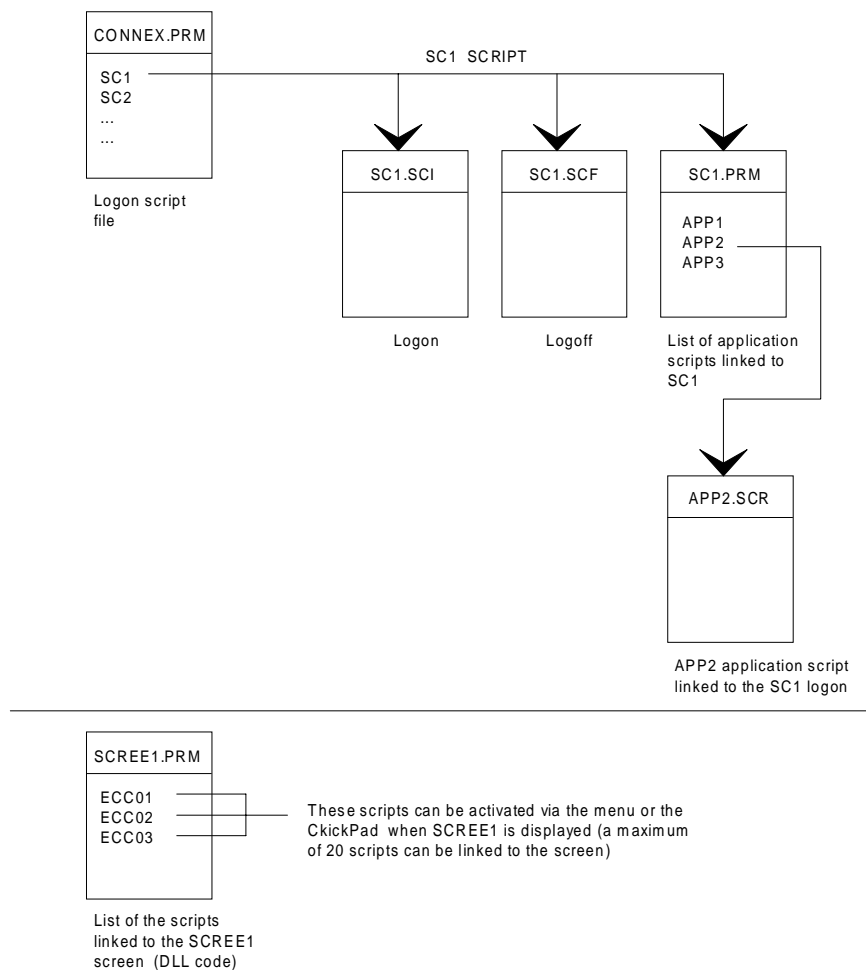 CONNEX.PRM
SC1
SC2
...
...
Logon script
file
SC1 SCRIPT
SC1.SCI
Logon
SC1.SCF
Logoff
SC1.PRM
APP1
APP2
APP3
List of application
scripts linked to
SC1
APP2.SCR
APP2 application script
linked to the SC1 logon
SCREE1.PRM
ECC01
ECC02
ECC03
These scripts can be activated via the menu or the
CkickPad when SCREE1 is displayed (a maximum
of 20 scripts can be linked to the screen)
List of the scripts
linked to the SCREE1
screen (DLL code)